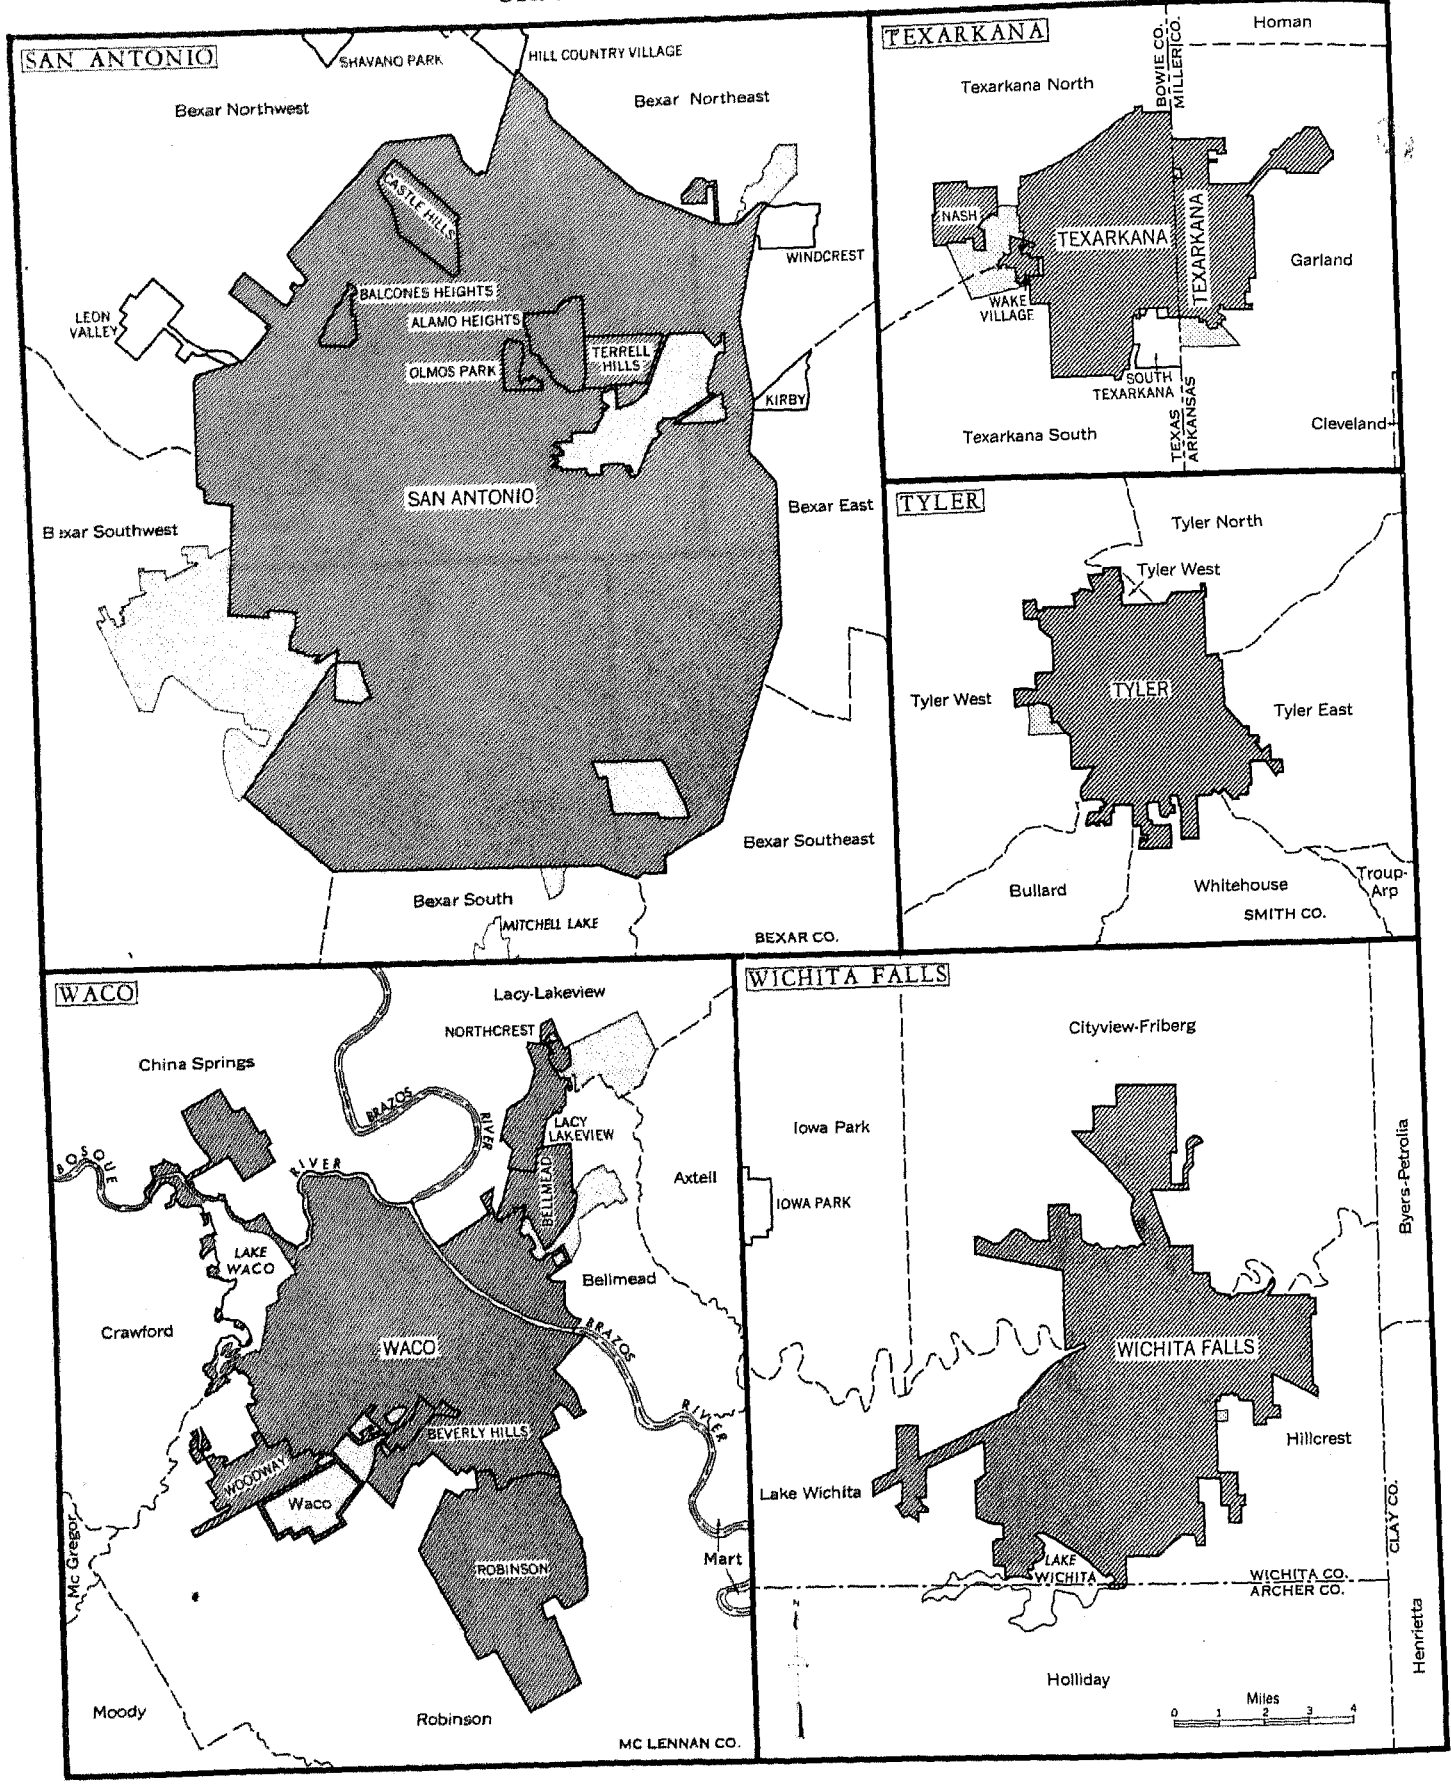 SAN ANTONIO
SHAVANO PARK
HILL COUNTRY VILLAGE
Bexar Northwest
Bexar Northeast
CASTLE HILLS
WINDCREST
BALCONES HEIGHTS
LEON
VALLEY
ALAMO HEIGHTS
TERRELL
HILLS
OLMOS PARK
KIRBY
SAN ANTONIO
Bexar East
Bexar Southwest
Bexar Southeast
Bexar South
MITCHELL LAKE
BEXAR CO.
TEXARKANA
Homan
BOWIE CO.
MILLER CO.
Texarkana North
NASH
TEXARKANA
TEXARKANA
Garland
WAKE
VILLAGE
SOUTH
TEXARKANA
TEXAS
ARKANSAS
Cleveland
Texarkana South
TYLER
Tyler North
Tyler West
Tyler West
TYLER
Tyler East
Bullard
Whitehouse
Troup-
Arp
SMITH CO.
WACO
Lacy-Lakeview
NORTHCREST
China Springs
BRAZOS
RIVER
LACY
LAKEVIEW
BOSQUE
RIVER
BELLMEAD
Axtell
LAKE
WACO
Bellmead
Crawford
WACO
BRAZOS
RIVER
BEVERLY HILLS
WOODWAY
Waco
Mc Gregor
ROBINSON
Mart
Moody
Robinson
MC LENNAN CO.
WICHITA FALLS
Cityview-Friberg
Iowa Park
Byers-Petrolia
IOWA PARK
WICHITA FALLS
Hillcrest
Lake Wichita
CLAY CO.
LAKE
WICHITA
WICHITA CO.
ARCHER CO.
N
Henrietta
Holliday
Miles
0 1 2 3 4